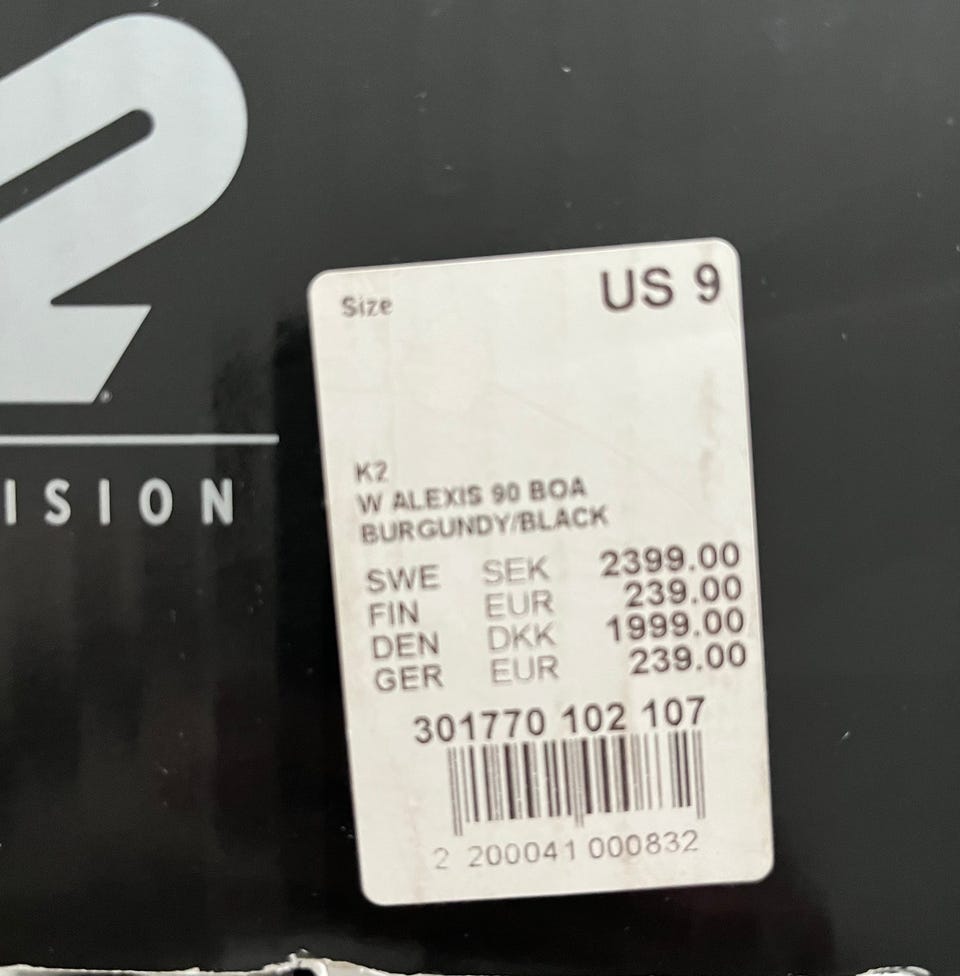 2
ISION
Size US 9
K2
W ALEXIS 90 BOA
BURGUNDY/BLACK
SWE SEK 2399.00
FIN EUR 239.00
DEN DKK 1999.00
GER EUR 239.00
301770 102 107
2 200041 000832